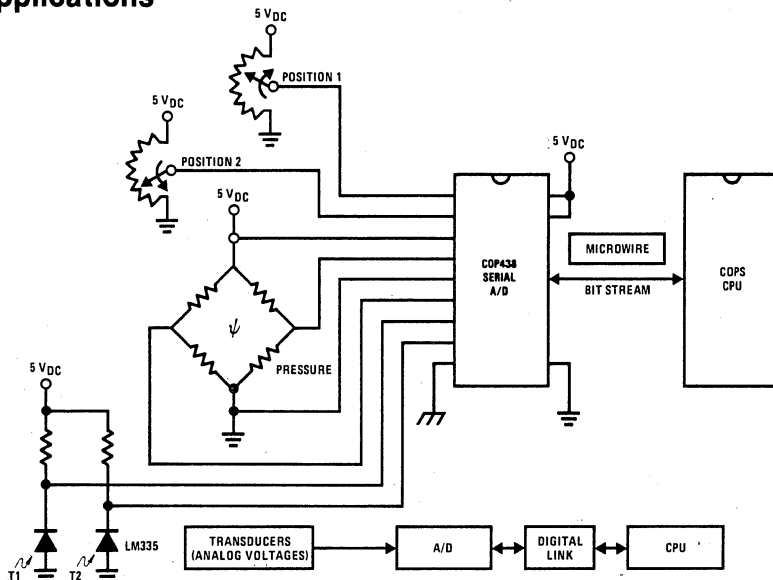 pplications
5 VDC
POSITION 1
5 VDC
POSITION 2
5 VDC
5 VDC
COP438
SERIAL
A/D
MICROWIRE
BIT STREAM
COPS
CPU
ψ
PRESSURE
5 VDC
T1
T2
LM335
TRANSDUCERS
(ANALOG VOLTAGES)
A/D
DIGITAL
LINK
CPU